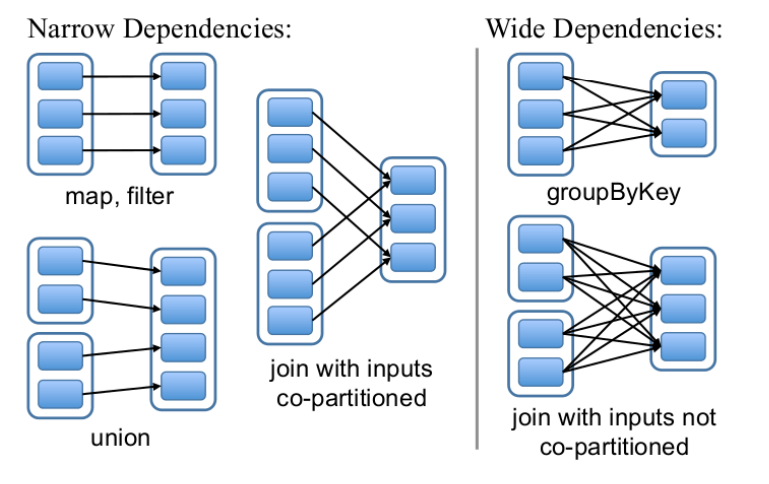 Narrow Dependencies:
Wide Dependencies:
map, filter
groupByKey
join with inputs
co-partitioned
union
join with inputs not
co-partitioned